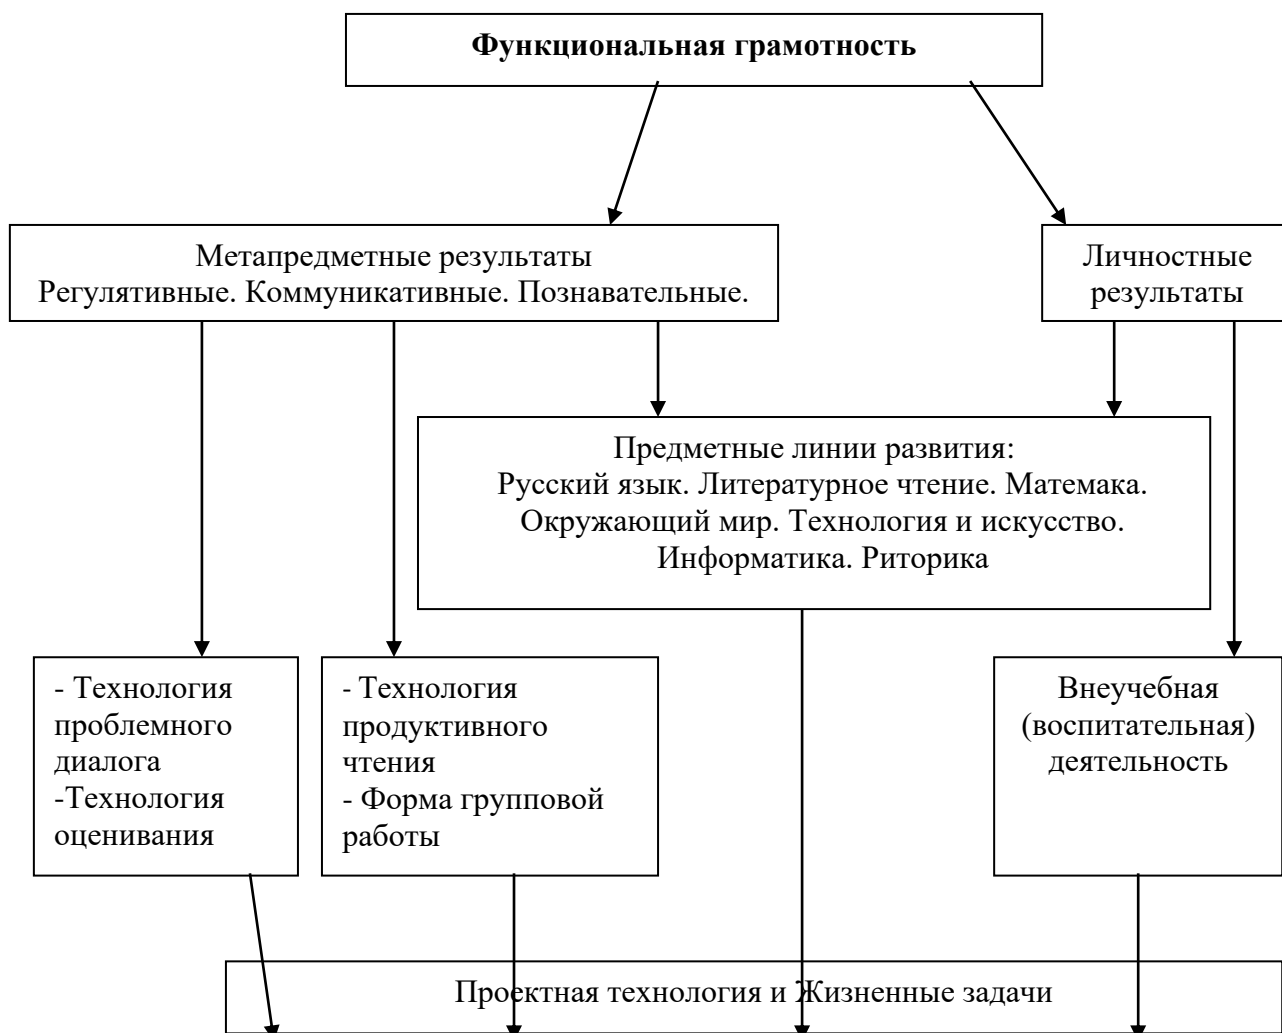 Функциональная грамотность
Метапредметные результаты
Регулятивные. Коммуникативные. Познавательные.
Личностные
результаты
Предметные линии развития:
Русский язык. Литературное чтение. Матемака.
Окружающий мир. Технология и искусство.
Информатика. Риторика
- Технология
проблемного
диалога
-Технология
оценивания
- Технология
продуктивного
чтения
- Форма групповой
работы
Внеучебная
(воспитательная)
деятельность
Проектная технология и Жизненные задачи